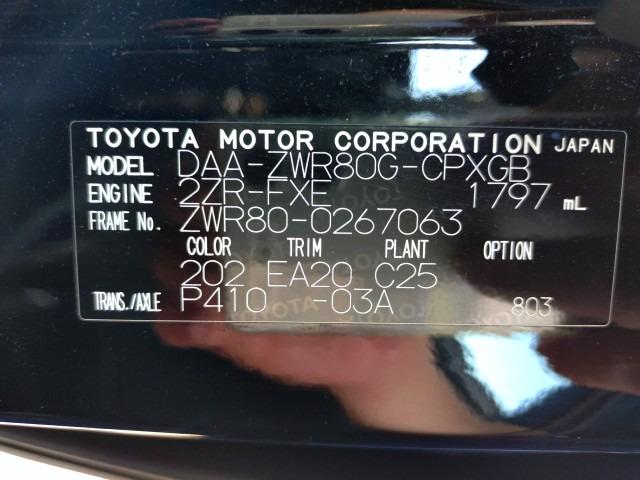 TOYOTA MOTOR CORPORATION JAPAN
MODEL DAA-ZWR80G-CPXGB
ENGINE 2ZR-FXE 1797 mL
FRAME No. ZWR80-0267063
COLOR TRIM PLANT OPTION
202 EA20 C25
TRANS./AXLE P410 -03A 803